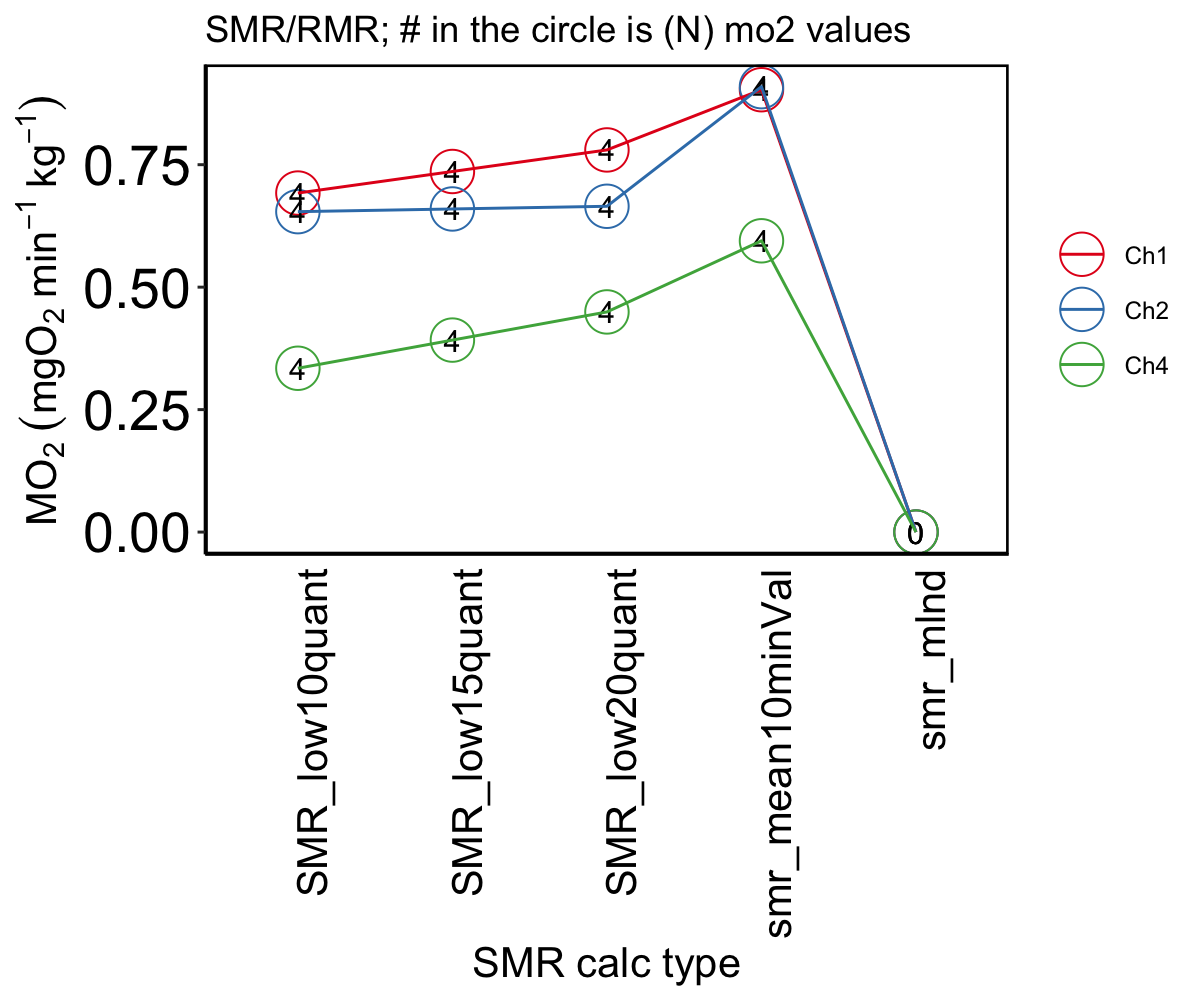 SMR/RMR; # in the circle is (N) mo2 values
MO₂ (mgO₂ min⁻¹ kg⁻¹)
0.75
0.50
0.25
0.00
4 4 4 4
4 4 4 4
4 4 4 4
0
Ch1
Ch2
Ch4
SMR_low10quant
SMR_low15quant
SMR_low20quant
smr_mean10minVal
smr_mlnd
SMR calc type